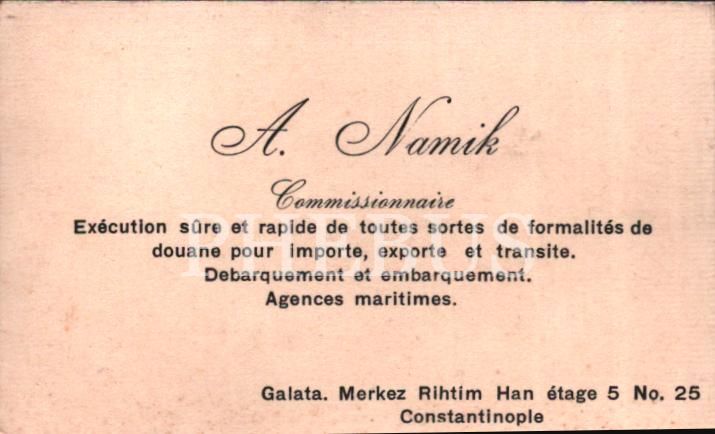 A. Namik
Commissionnaire
Exécution sûre et rapide de toutes sortes de formalités de
douane pour importe, exporte et transite.
Debarquement et embarquement.
Agences maritimes.
PHEBUS
Galata. Merkez Rihtim Han étage 5 No. 25
Constantinople